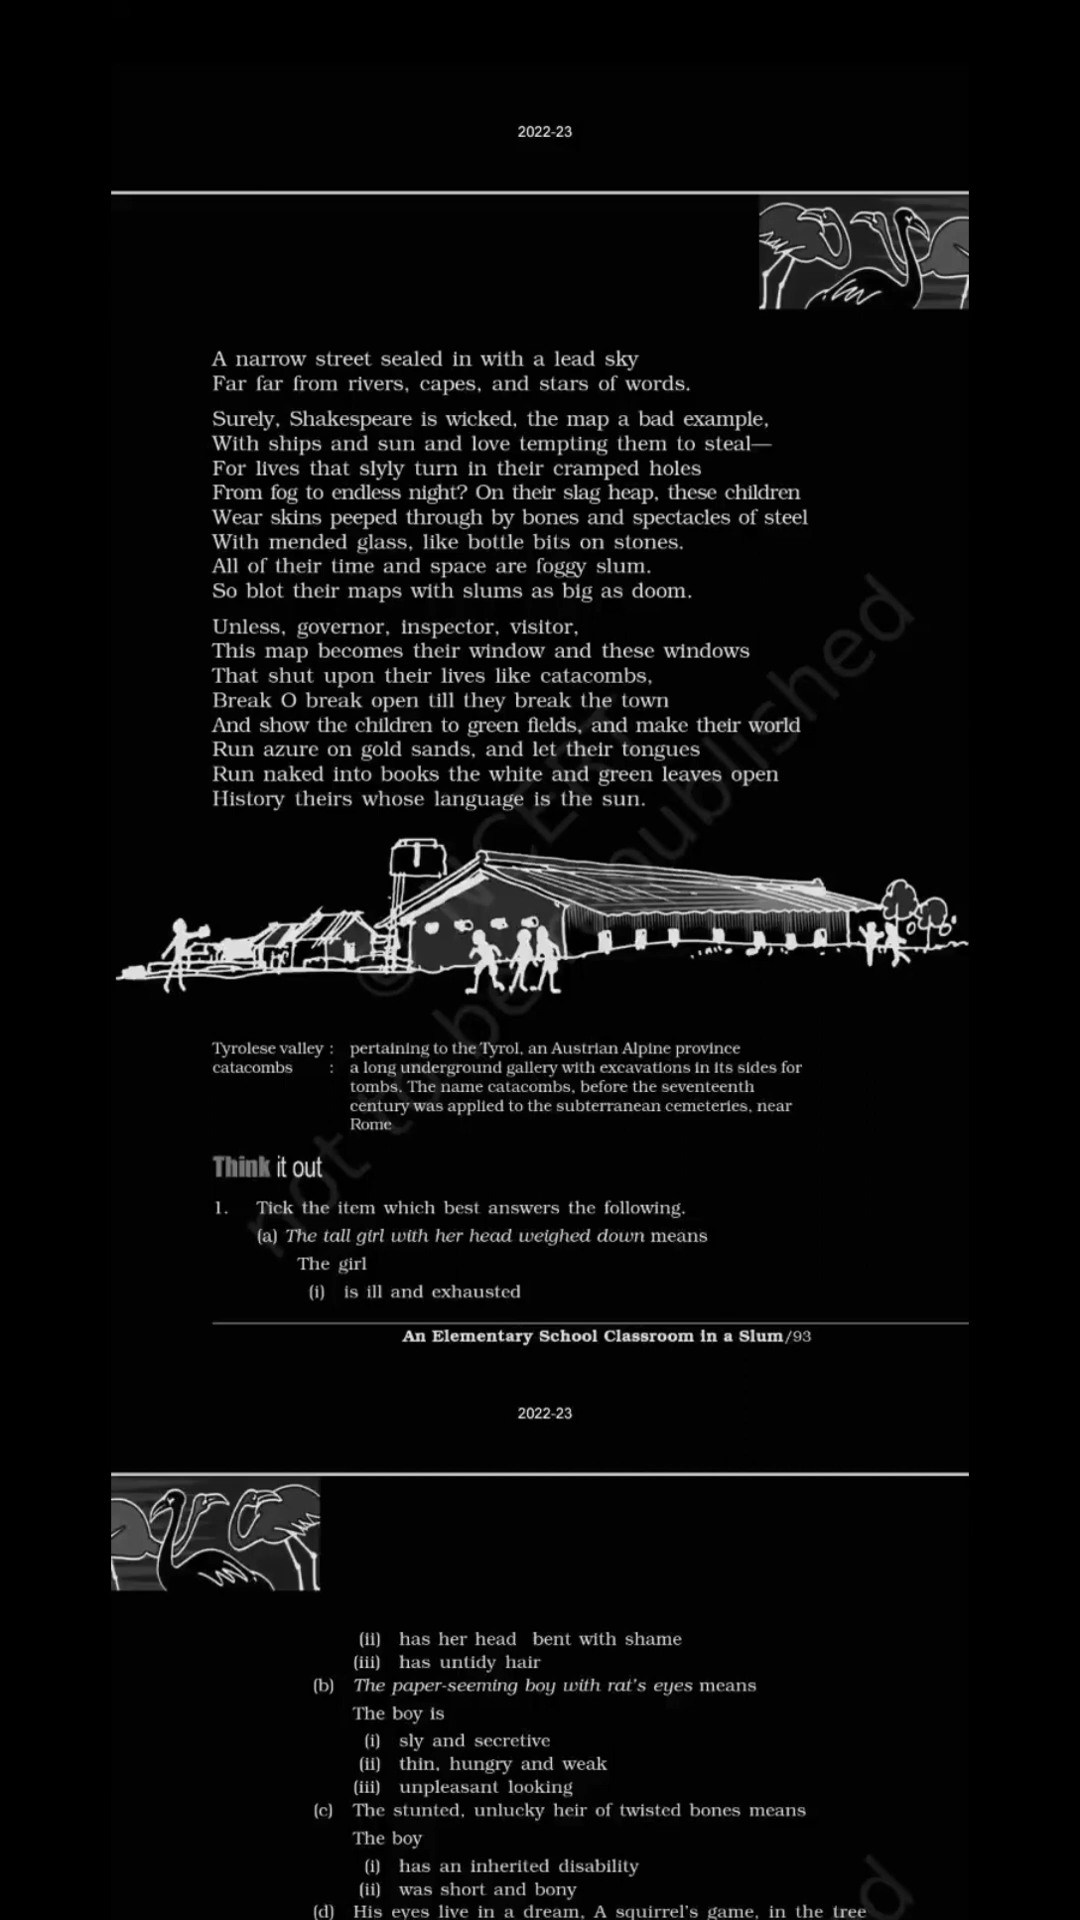 2022-23
A narrow street sealed in with a lead sky
Far far from rivers, capes, and stars of words.
Surely, Shakespeare is wicked, the map a bad example,
With ships and sun and love tempting them to steal—
For lives that slyly turn in their cramped holes
From fog to endless night? On their slag heap, these children
Wear skins peeped through by bones and spectacles of steel
With mended glass, like bottle bits on stones.
All of their time and space are foggy slum.
So blot their maps with slums as big as doom.
Unless, governor, inspector, visitor,
This map becomes their window and these windows
That shut upon their lives like catacombs,
Break O break open till they break the town
And show the children to green fields, and make their world
Run azure on gold sands, and let their tongues
Run naked into books the white and green leaves open
History theirs whose language is the sun.
© NCERT
not to be republished
Tyrolese valley : pertaining to the Tyrol, an Austrian Alpine province
catacombs : a long underground gallery with excavations in its sides for
tombs. The name catacombs, before the seventeenth
century was applied to the subterranean cemeteries, near
Rome
Think it out
1. Tick the item which best answers the following.
(a) The tall girl with her head weighed down means
The girl
(i) is ill and exhausted
An Elementary School Classroom in a Slum/93
2022-23
(ii) has her head bent with shame
(iii) has untidy hair
(b) The paper-seeming boy with rat's eyes means
The boy is
(i) sly and secretive
(ii) thin, hungry and weak
(iii) unpleasant looking
(c) The stunted, unlucky heir of twisted bones means
The boy
(i) has an inherited disability
(ii) was short and bony
(d) His eyes live in a dream, A squirrel's game, in the tree